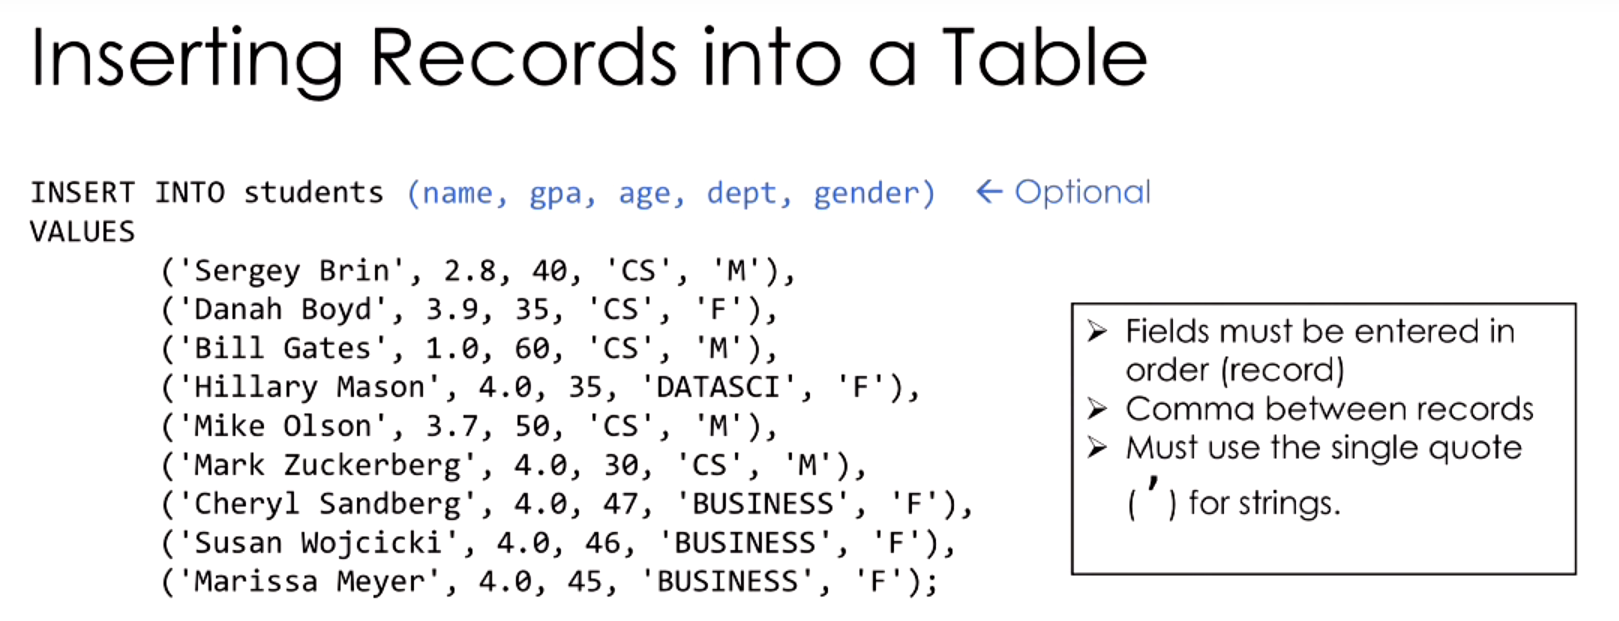 Inserting Records into a Table
INSERT INTO students (name, gpa, age, dept, gender) ← Optional
VALUES
('Sergey Brin', 2.8, 40, 'CS', 'M'),
('Danah Boyd', 3.9, 35, 'CS', 'F'),
('Bill Gates', 1.0, 60, 'CS', 'M'),
('Hillary Mason', 4.0, 35, 'DATASCI', 'F'),
('Mike Olson', 3.7, 50, 'CS', 'M'),
('Mark Zuckerberg', 4.0, 30, 'CS', 'M'),
('Cheryl Sandberg', 4.0, 47, 'BUSINESS', 'F'),
('Susan Wojcicki', 4.0, 46, 'BUSINESS', 'F'),
('Marissa Meyer', 4.0, 45, 'BUSINESS', 'F');
➢ Fields must be entered in
order (record)
➢ Comma between records
➢ Must use the single quote
(') for strings.